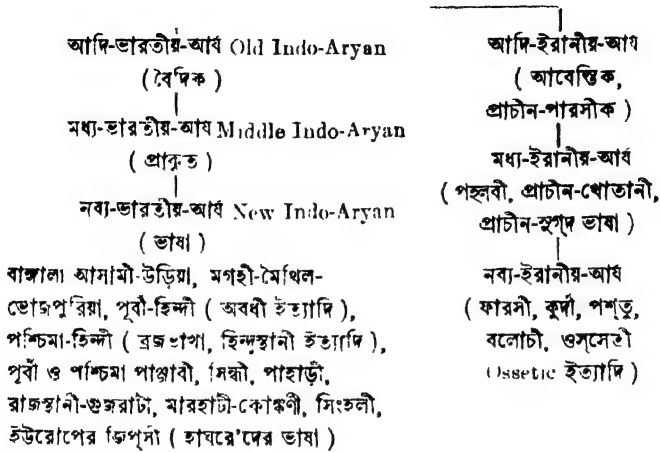 আদি-ভারতীয়-আর্য Old Indo-Aryan
( বৈদিক )
মধ্য-ভারতীয়-আর্য Middle Indo-Aryan
( প্রাকৃত )
নব্য-ভারতীয়-আর্য New Indo-Aryan
( ভাষা )
বাঙ্গালা আসামী-উড়িয়া, মগহী-মৈথিল-
ভোজপুরিয়া, পূর্বী-হিন্দী ( অবধী ইত্যাদি ),
পশ্চিমা-হিন্দী ( ব্রজভাখা, হিন্দুস্থানী ইত্যাদি ),
পূর্বী ও পশ্চিমা পাঞ্জাবী, সিন্ধী, পাহাড়ী,
রাজস্থানী-গুজরাটী, মারহাটী-কোঙ্কণী, সিংহলী,
ইউরোপের জিপ্‌সী ( হাঘরে'দের ভাষা )
আদি-ইরানীয়-আর্য
( আবেস্তিক,
প্রাচীন-পারসীক )
মধ্য-ইরানীয়-আর্য
( পহ্লবী, প্রাচীন-খোতানী,
প্রাচীন-সুগ্‌দ ভাষা )
নব্য-ইরানীয়-আর্য
( ফারসী, কুর্দী, পশ্‌তু,
বলোচী, ওস্‌সেতী
Ossetic ইত্যাদি )